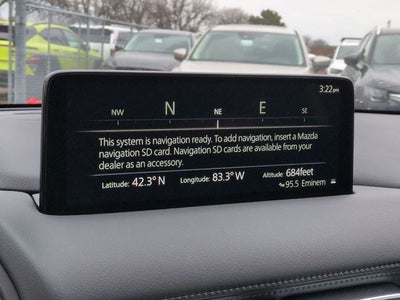 3:22pm
NW N NE E SE
This system is navigation ready. To add navigation, insert a Mazda
navigation SD card. Navigation SD cards are available from your
dealer as an accessory.
Latitude: 42.3° N Longitude: 83.3° W Altitude: 684feet
95.5 Eminem